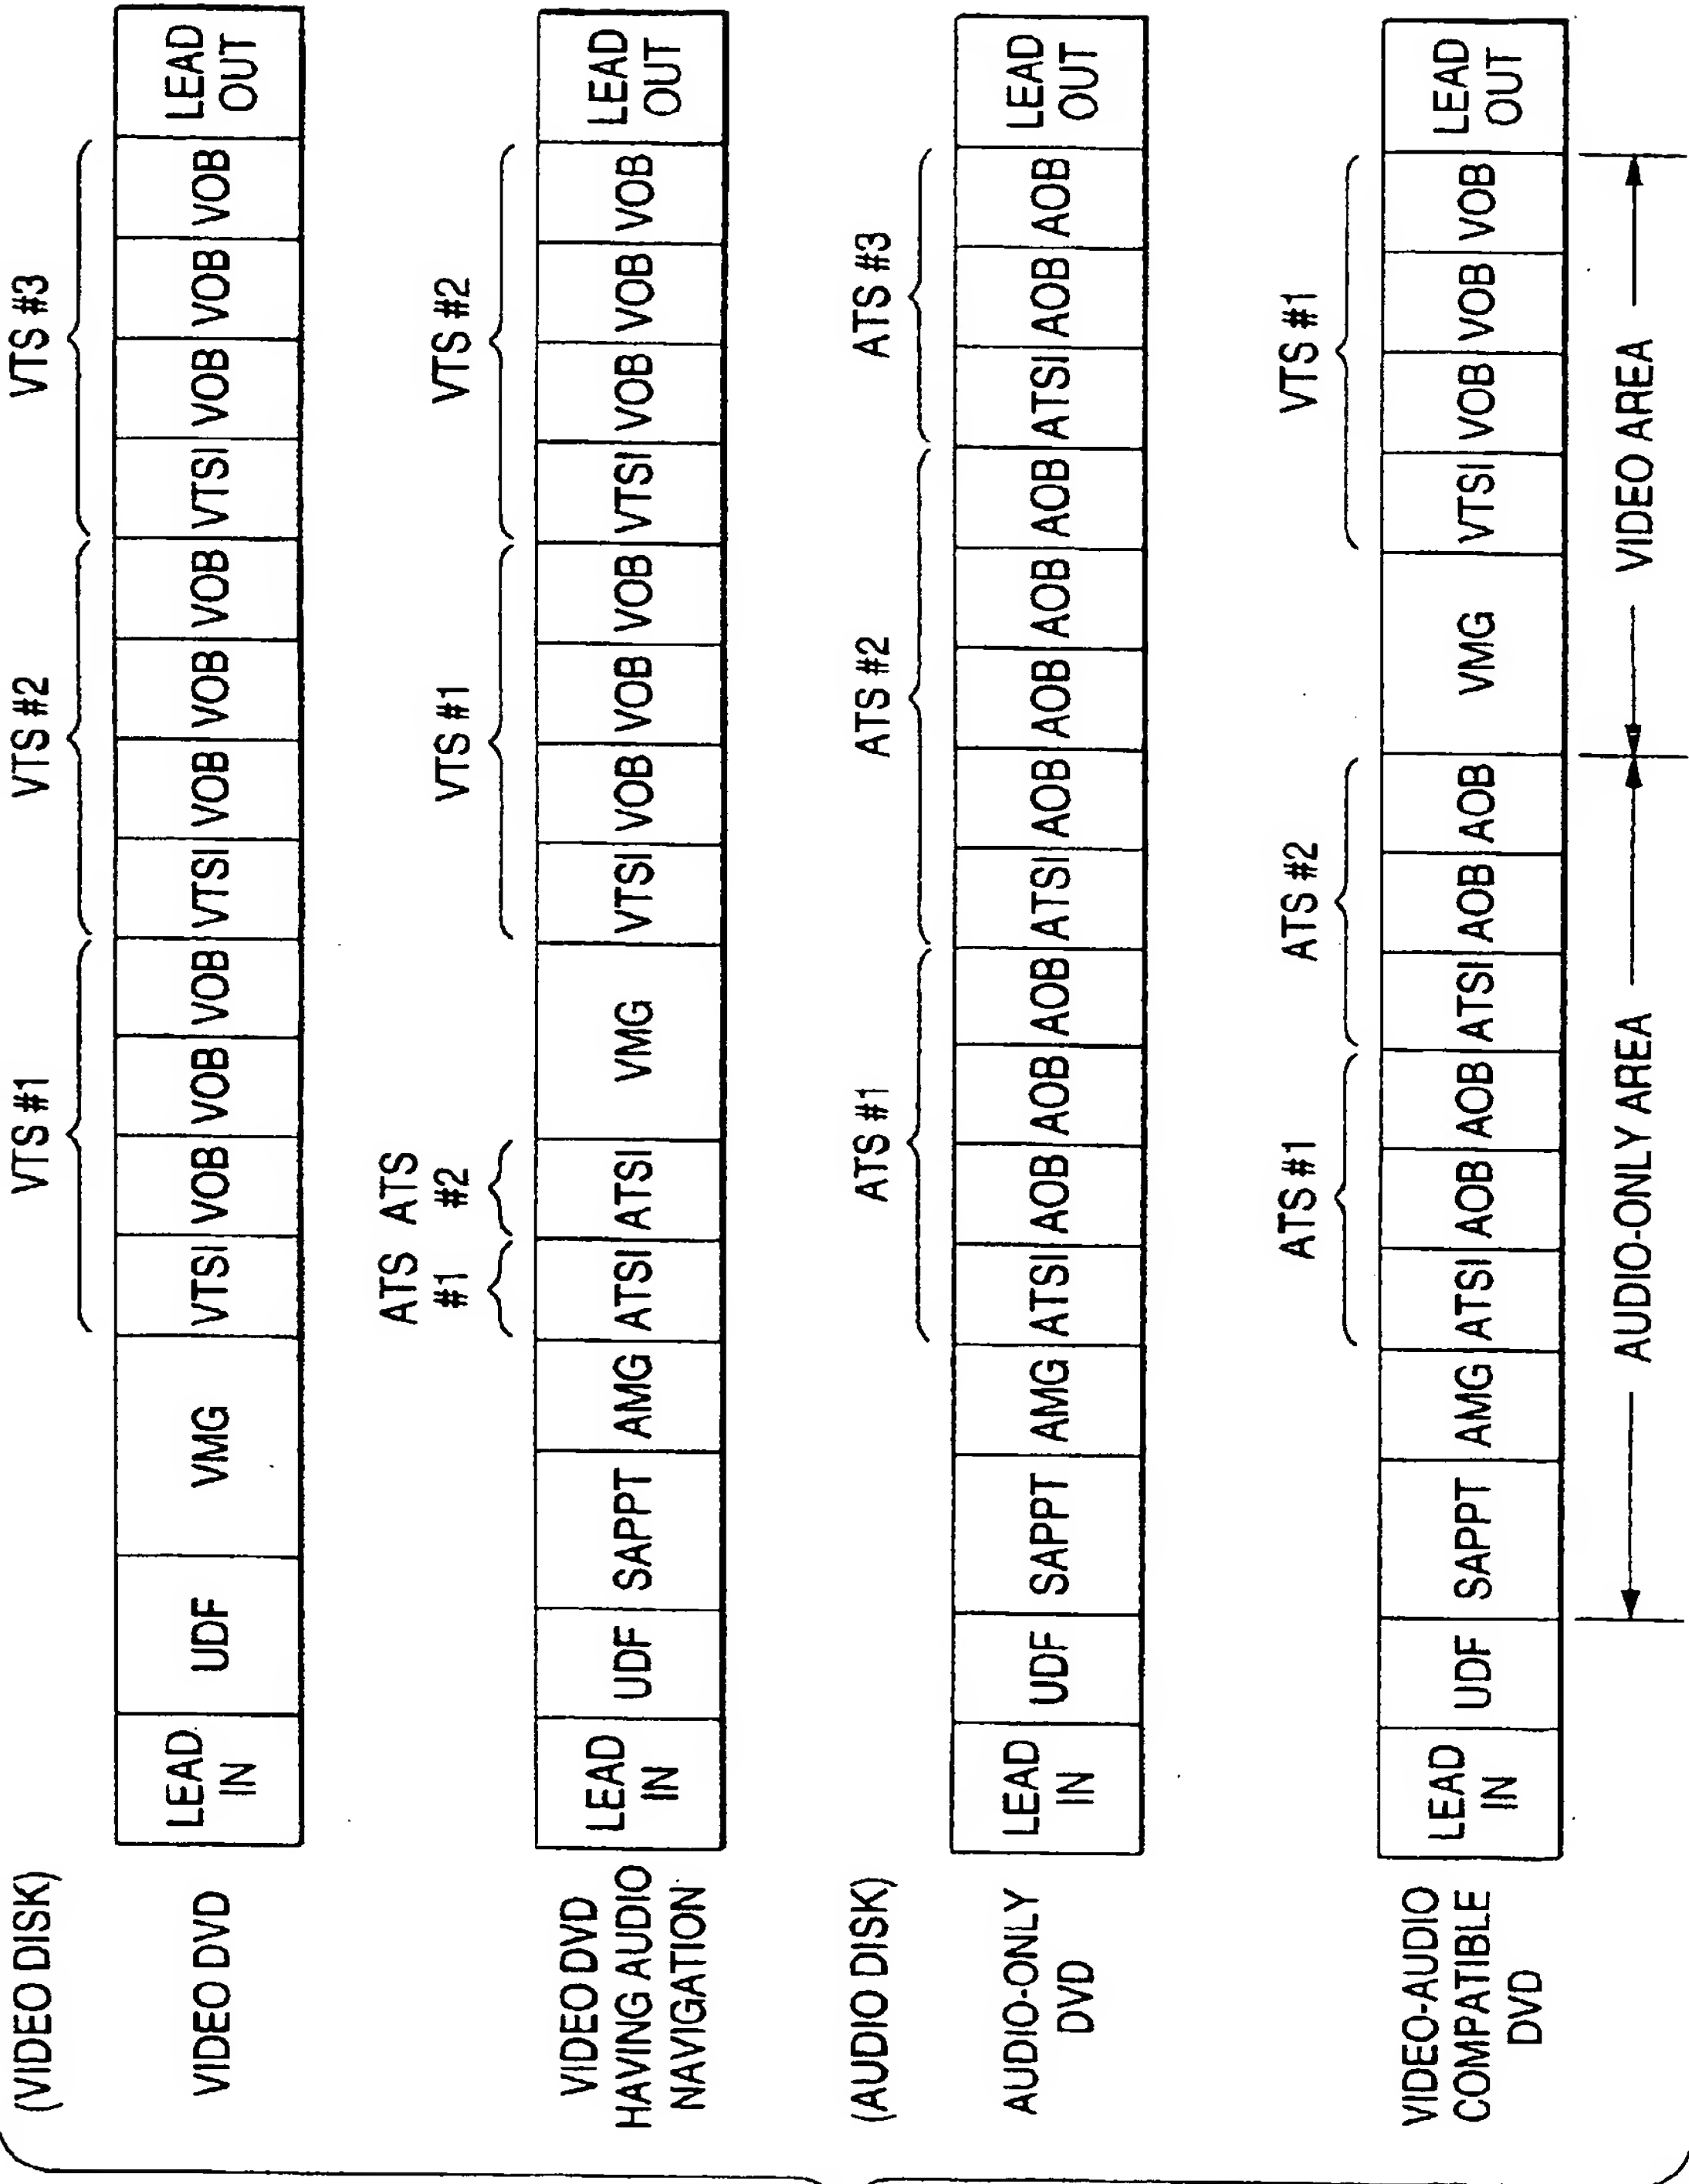 (VIDEO DISK)
VTS #1 VTS #2 VTS #3
VIDEO DVD
LEAD IN UDF VMG VTSI VOB VOB VOB VTSI VOB VOB VOB VTSI VOB VOB VOB LEAD OUT
ATS #1 ATS #2 VTS #1 VTS #2
VIDEO DVD
HAVING AUDIO
NAVIGATION
LEAD IN UDF SAPPT AMG ATSI ATSI VMG VTSI VOB VOB VOB VTSI VOB VOB VOB LEAD OUT
(AUDIO DISK)
ATS #1 ATS #2 ATS #3
AUDIO-ONLY
DVD
LEAD IN UDF SAPPT AMG ATSI AOB AOB AOB ATSI AOB AOB AOB AOB ATSI AOB AOB LEAD OUT
ATS #1 ATS #2 VTS #1
VIDEO-AUDIO
COMPATIBLE
DVD
LEAD IN UDF SAPPT AMG ATSI AOB AOB ATSI AOB AOB VMG VTSI VOB VOB VOB LEAD OUT
AUDIO-ONLY AREA VIDEO AREA